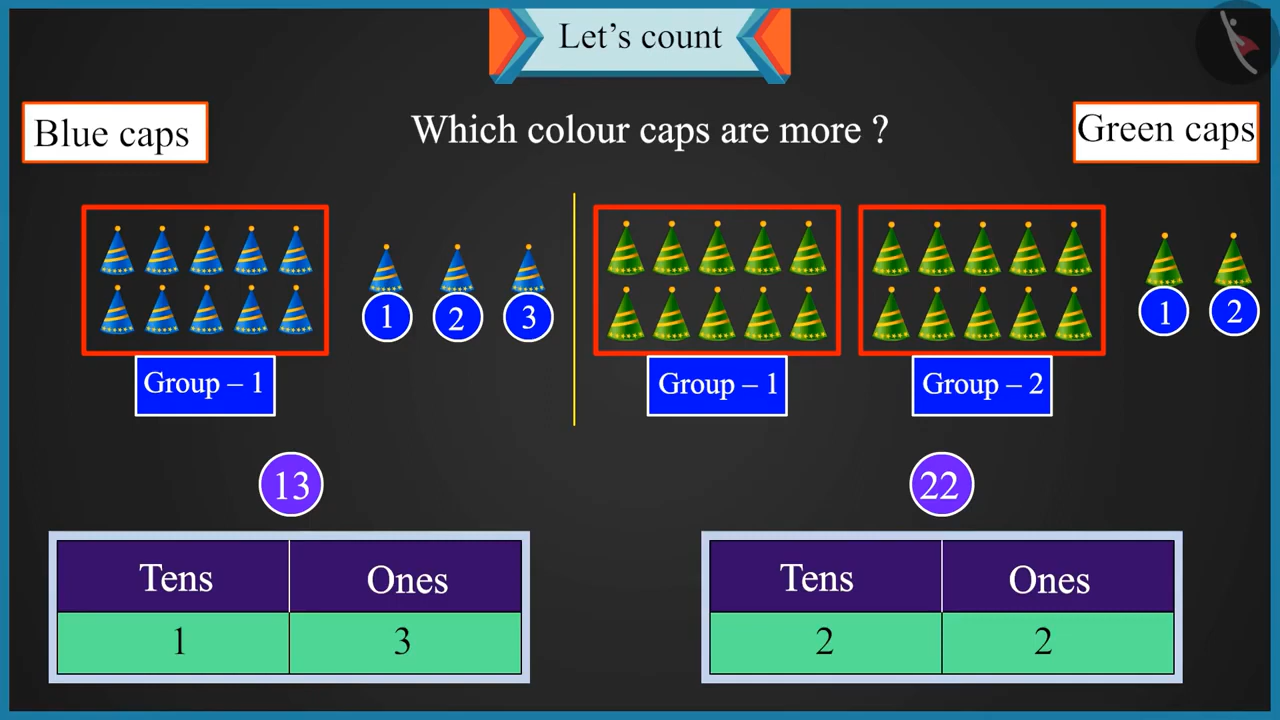 Let’s count
Blue caps
Which colour caps are more ?
Green caps
1 2 3
1 2
Group – 1
Group – 1
Group – 2
13
22
Tens Ones
1 3
Tens Ones
2 2